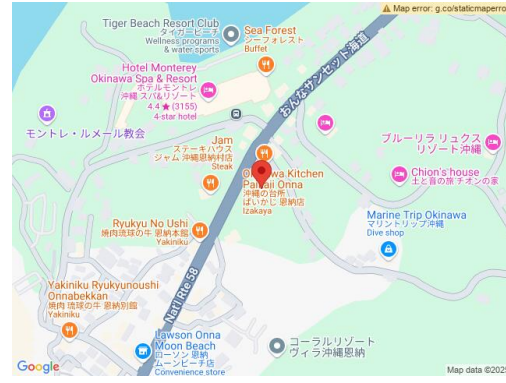 Map error: g.co/staticmaperro
Tiger Beach Resort Club
タイガービーチ
Wellness programs
& water sports
Sea Forest
シーフォレスト
Buffet
Hotel Monterey
Okinawa Spa & Resort
ホテルモントレ
沖縄 スパ&リゾート
4.4 ★ (3155)
4-star hotel
おんなサンセット海道
モントレ・ルメール教会
Jam
ステーキハウス
ジャム 沖縄恩納村店
Steak
ブルーリラ リュクス
リゾート沖縄
Kitchen
Onna
沖縄の台所
ぱいかじ 恩納店
Izakaya
Chion's house
土と音の旅 チオンの家
Ryukyu No Ushi
焼肉琉球の牛 恩納本館
Yakiniku
Marine Trip Okinawa
マリントリップ沖縄
Dive shop
Nat'l Rte 58
Yakiniku Ryukyunoushi
Onnabekkan
焼肉 琉球の牛 恩納別館
Yakiniku
Lawson Onna
Moon Beach
ローソン 恩納
ムーンビーチ店
Convenience store
コーラルリゾート
ヴィラ沖縄恩納
Google
Map data ©2025